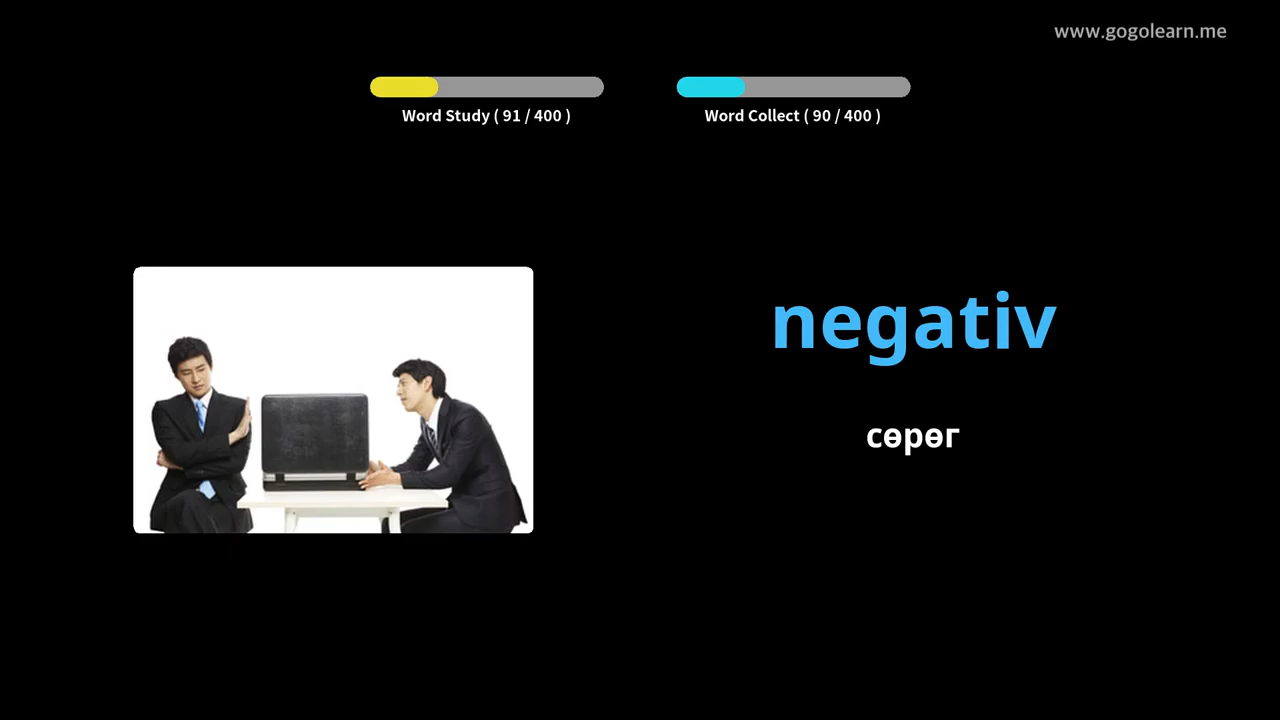 www.gogolearn.me
Word Study ( 91 / 400 )
Word Collect ( 90 / 400 )
negativ
сөрөг